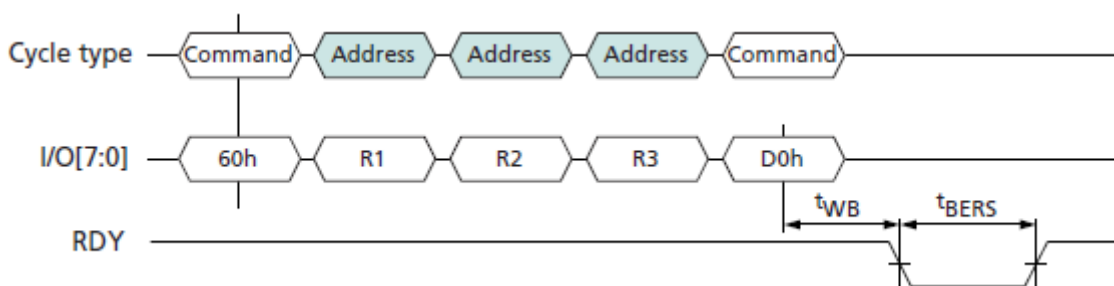 Cycle type Command Address Address Address Command
I/O[7:0] 60h R1 R2 R3 D0h
tWB tBERS
RDY